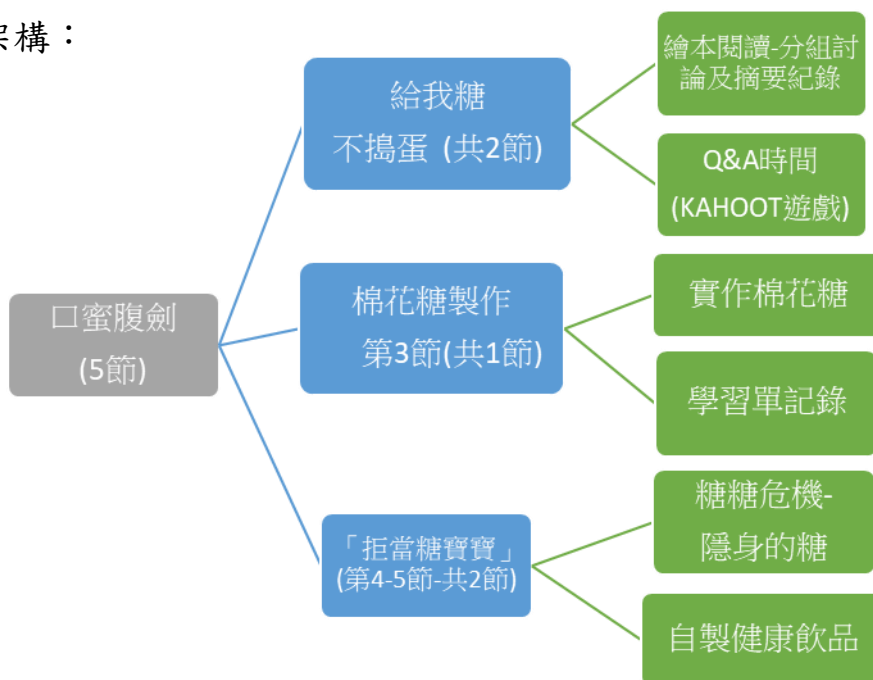 架構：
給我糖
不搗蛋 (共2節)
繪本閱讀-分組討
論及摘要紀錄
Q&A時間
(KAHOOT遊戲)
口蜜腹劍
(5節)
棉花糖製作
第3節(共1節)
實作棉花糖
學習單記錄
「拒當糖寶寶」
(第4-5節-共2節)
糖糖危機-
隱身的糖
自製健康飲品